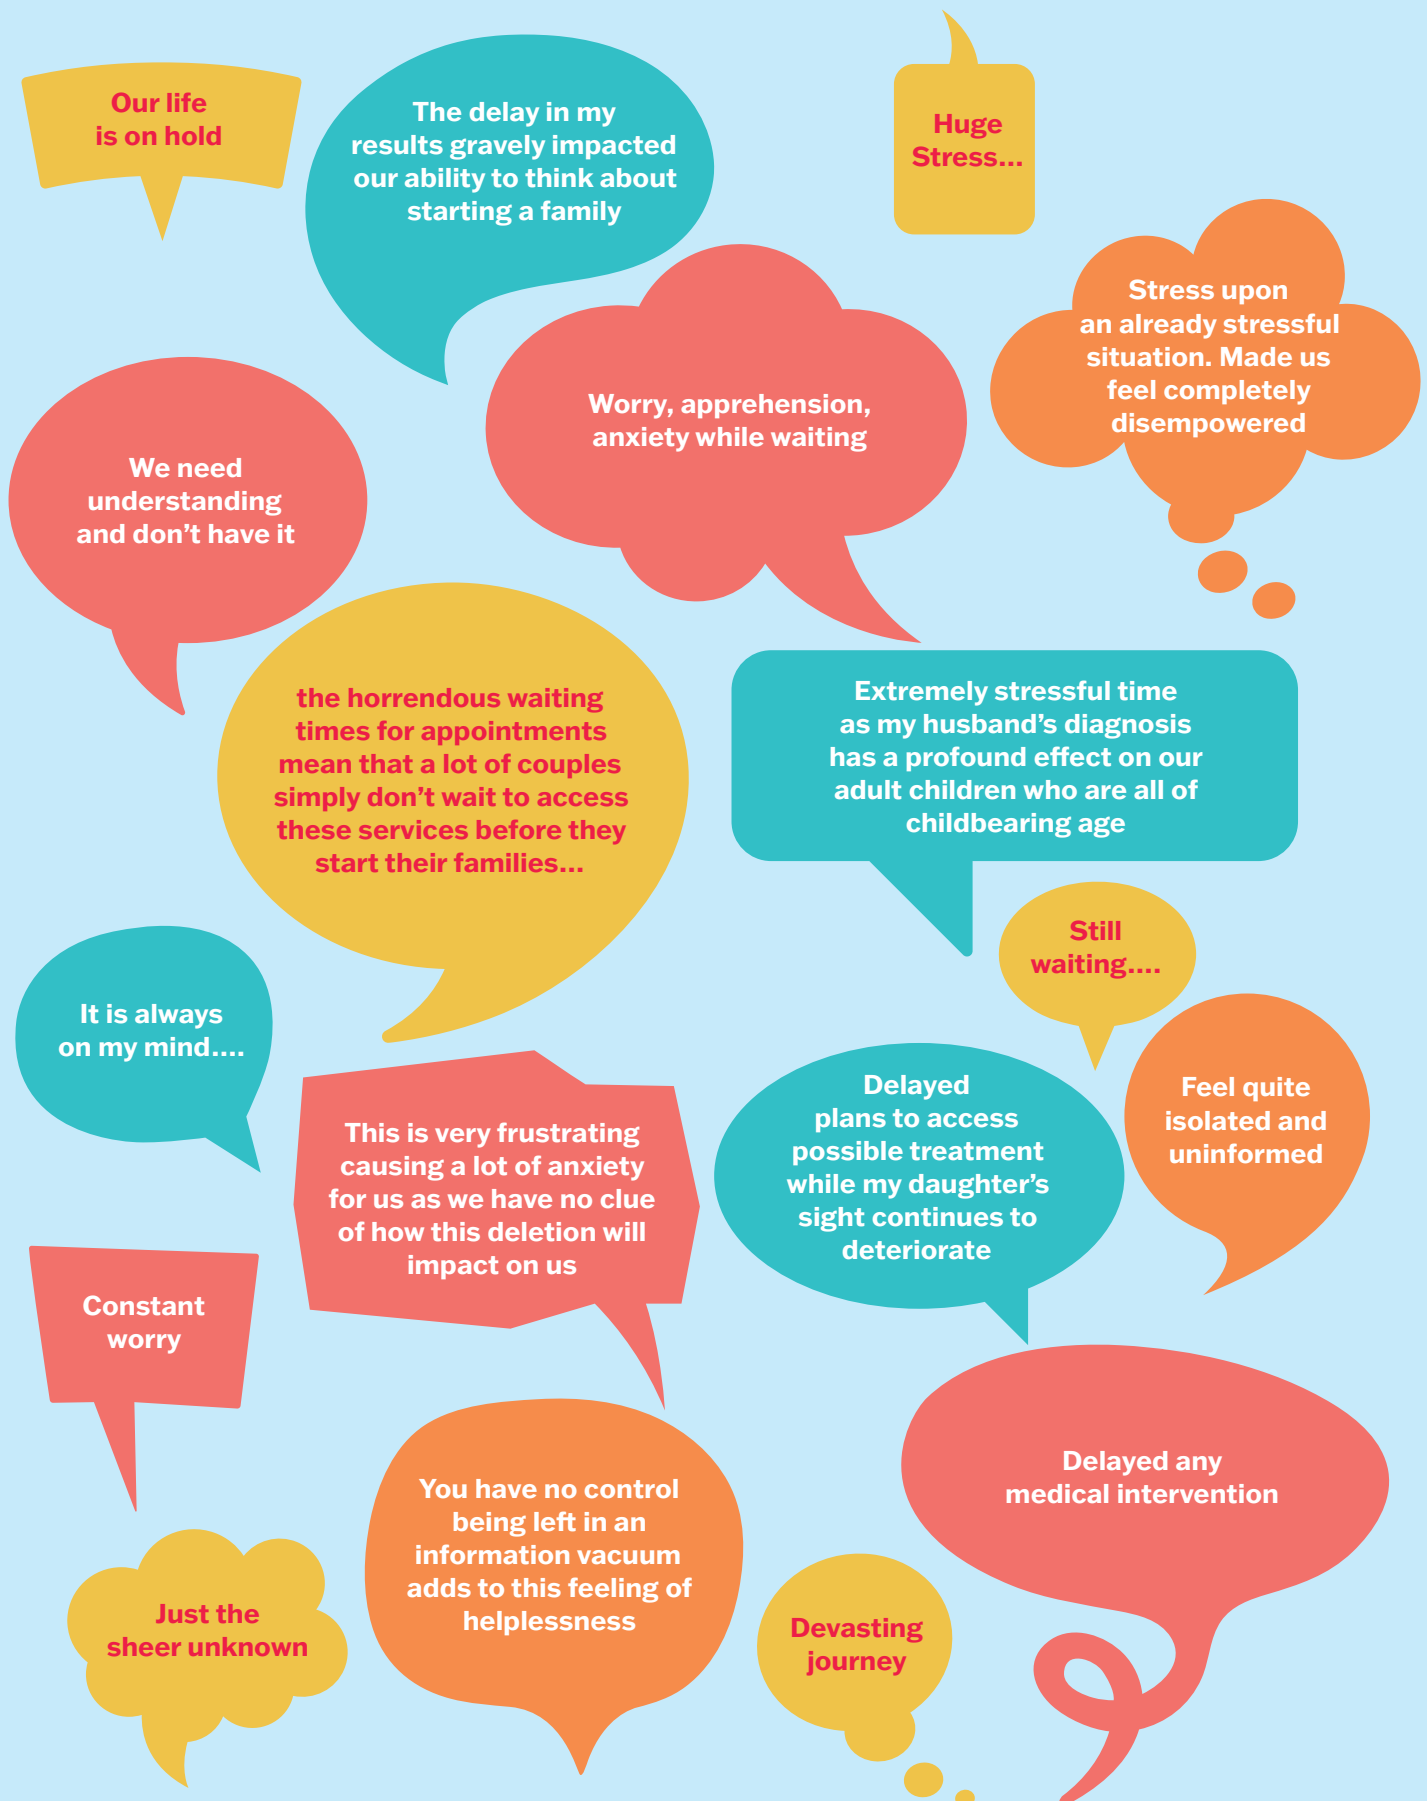 Our life
is on hold
The delay in my
results gravely impacted
our ability to think about
starting a family
Huge
Stress...
Stress upon
an already stressful
situation. Made us
feel completely
disempowered
Worry, apprehension,
anxiety while waiting
We need
understanding
and don't have it
the horrendous waiting
times for appointments
mean that a lot of couples
simply don't wait to access
these services before they
start their families...
Extremely stressful time
as my husband's diagnosis
has a profound effect on our
adult children who are all of
childbearing age
Still
waiting....
It is always
on my mind....
This is very frustrating
causing a lot of anxiety
for us as we have no clue
of how this deletion will
impact on us
Delayed
plans to access
possible treatment
while my daughter's
sight continues to
deteriorate
Feel quite
isolated and
uninformed
Constant
worry
You have no control
being left in an
information vacuum
adds to this feeling of
helplessness
Delayed any
medical intervention
Just the
sheer unknown
Devasting
journey